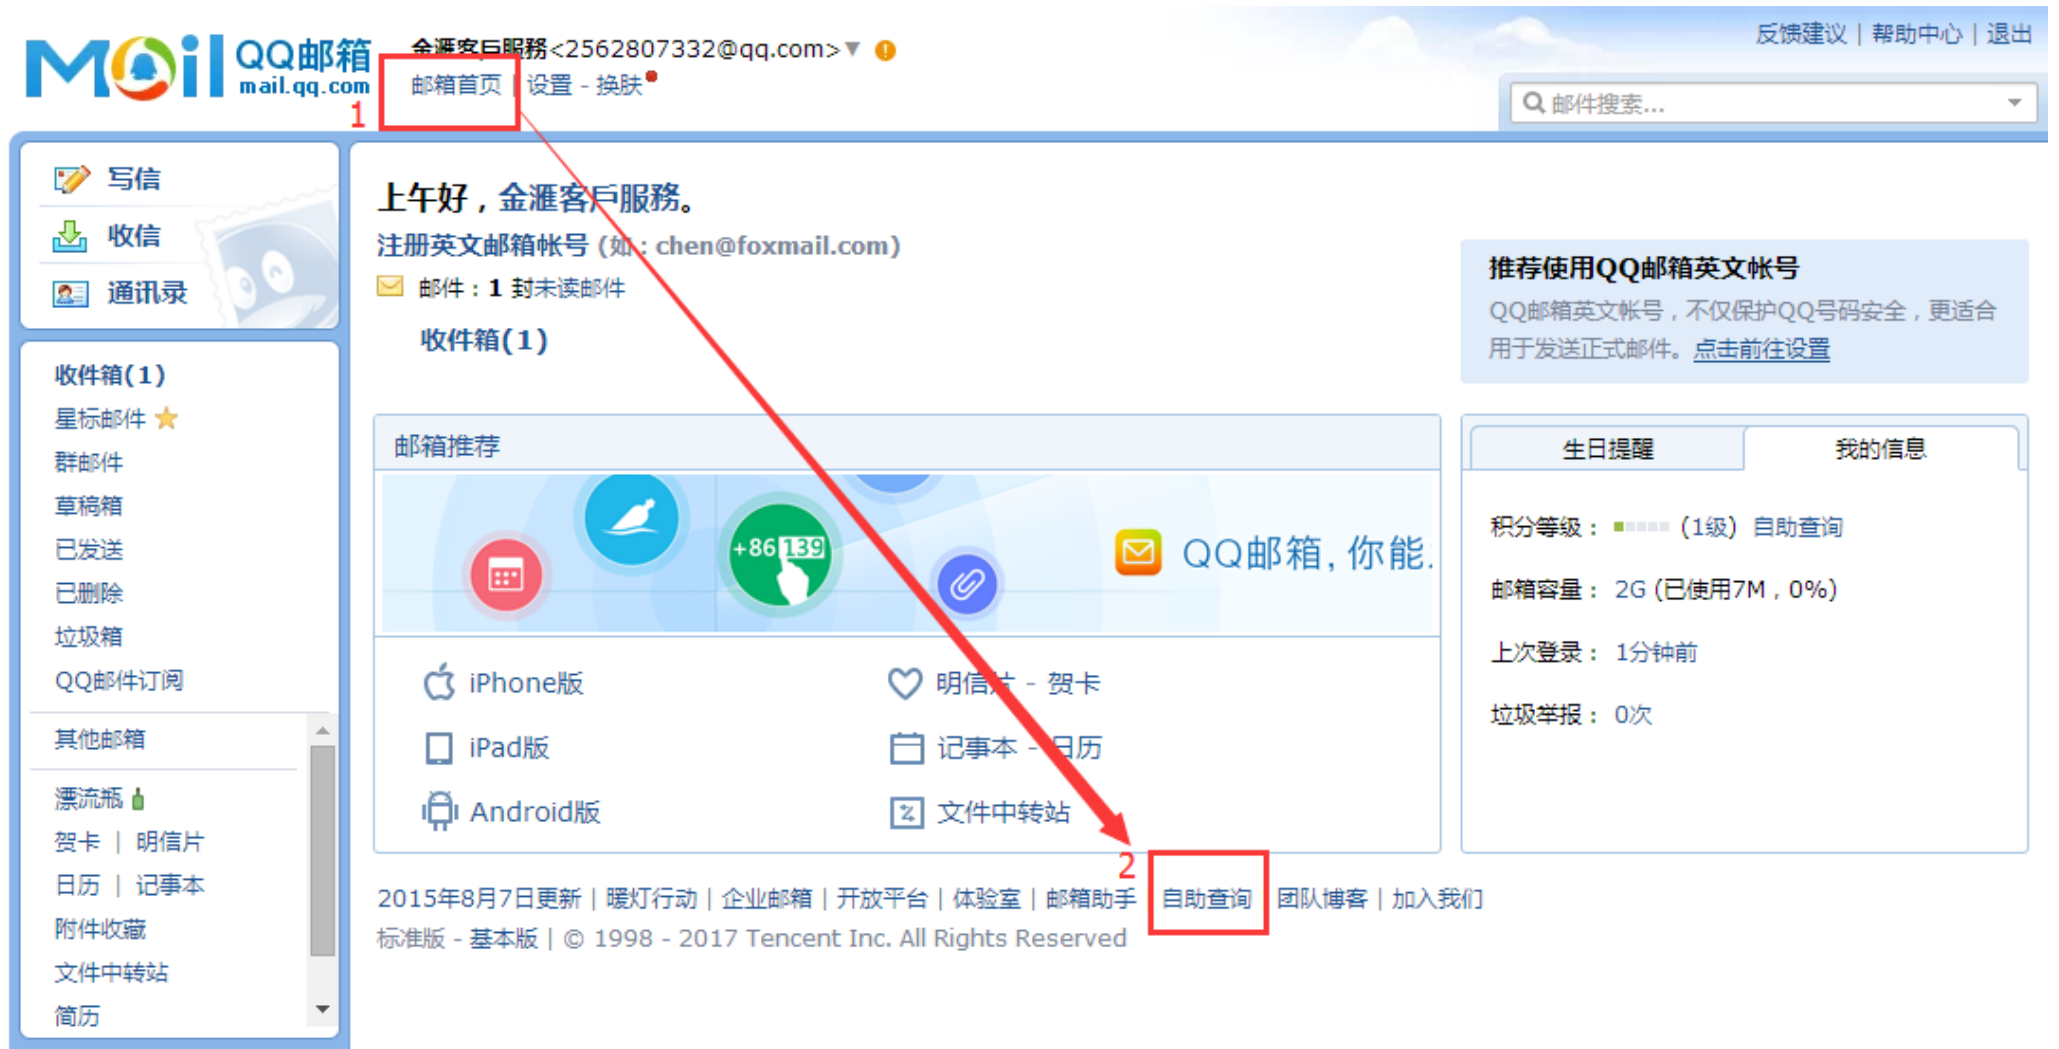 MAil QQ邮箱
mail.qq.com
金滙客戶服務<2562807332@qq.com>
邮箱首页 | 设置 - 换肤
1
反馈建议 | 帮助中心 | 退出
邮件搜索...
写信
收信
通讯录
收件箱(1)
星标邮件
群邮件
草稿箱
已发送
已删除
垃圾箱
QQ邮件订阅
其他邮箱
漂流瓶
贺卡 | 明信片
日历 | 记事本
附件收藏
文件中转站
简历
上午好，金滙客戶服務。
注册英文邮箱帐号 (如：chen@foxmail.com)
邮件：1 封未读邮件
收件箱(1)
推荐使用QQ邮箱英文帐号
QQ邮箱英文帐号，不仅保护QQ号码安全，更适合
用于发送正式邮件。点击前往设置
邮箱推荐
+86 139
QQ邮箱, 你能.
iPhone版
明信片 - 贺卡
iPad版
记事本 - 日历
Android版
文件中转站
生日提醒
我的信息
积分等级： (1级) 自助查询
邮箱容量： 2G (已使用7M，0%)
上次登录： 1分钟前
垃圾举报： 0次
2
2015年8月7日更新 | 暖灯行动 | 企业邮箱 | 开放平台 | 体验室 | 邮箱助手 自助查询 团队博客 | 加入我们
标准版 - 基本版 | © 1998 - 2017 Tencent Inc. All Rights Reserved